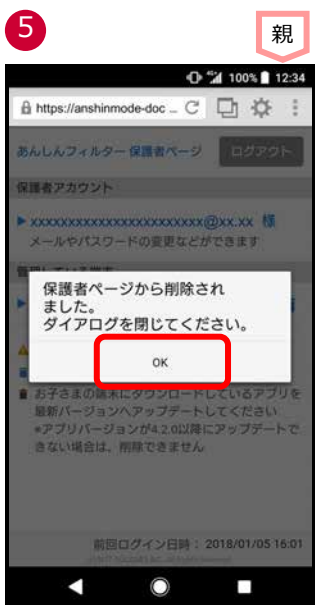 5
親
100% 12:34
https://anshinmode-doc ...
あんしんフィルター 保護者ページ ログアウト
保護者アカウント
▶ xxxxxxxxxxxxxxxxxxxxxxxx@xx.xx 様
メールやパスワードの変更などができます
保護者ページから削除され
ました。
ダイアログを閉じてください。
OK
お子さまの端末にダウンロードしているアプリを
最新バージョンへアップデートしてください
*アプリバージョンが4.2.0以降にアップデートで
きない場合は、削除できません
前回ログイン日時： 2018/01/05 16:01